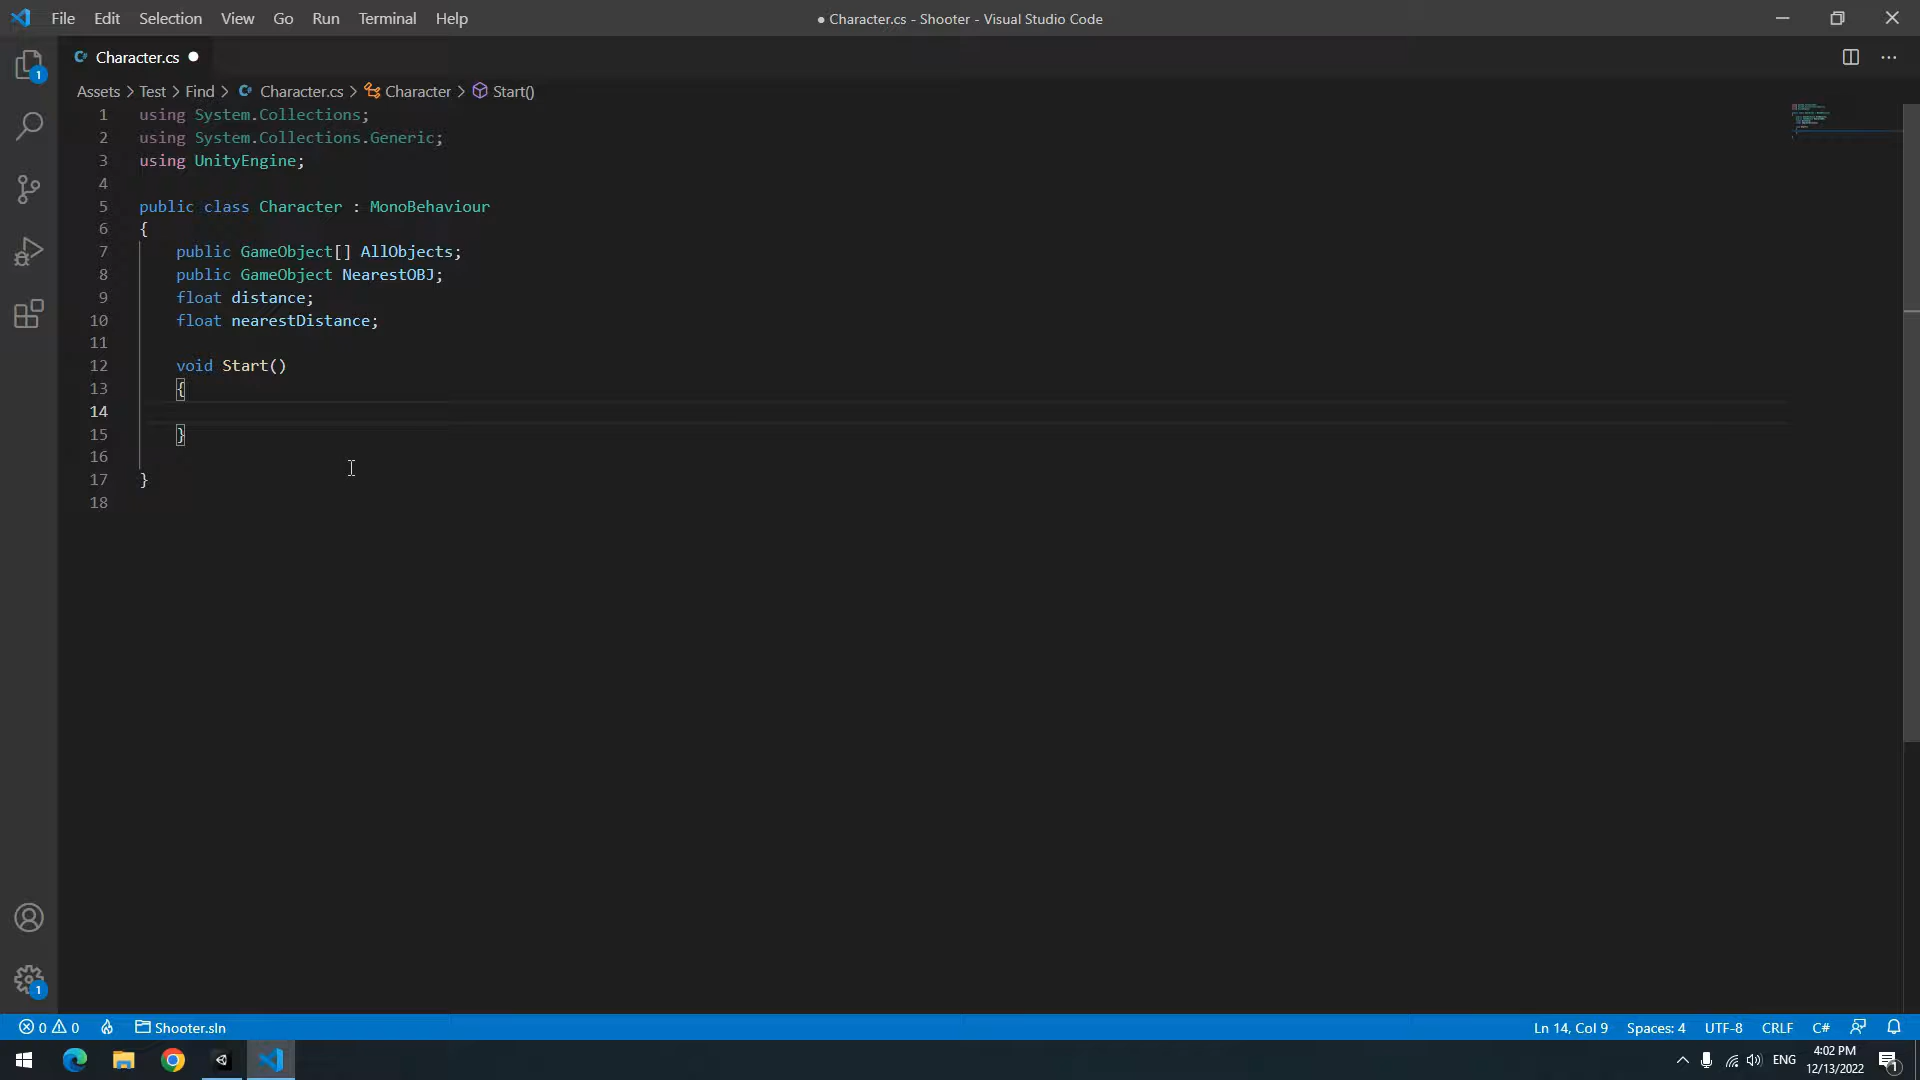 File Edit Selection View Go Run Terminal Help
● Character.cs - Shooter - Visual Studio Code
Character.cs ●
Assets > Test > Find > Character.cs > Character > Start()
1 using System.Collections;
2 using System.Collections.Generic;
3 using UnityEngine;
4
5 public class Character : MonoBehaviour
6 {
7 public GameObject[] AllObjects;
8 public GameObject NearestOBJ;
9 float distance;
10 float nearestDistance;
11
12 void Start()
13 {
14
15 }
16
17 }
18
1
1
0 0 Shooter.sln
Ln 14, Col 9 Spaces: 4 UTF-8 CRLF C#
ENG
4:02 PM
12/13/2022
1